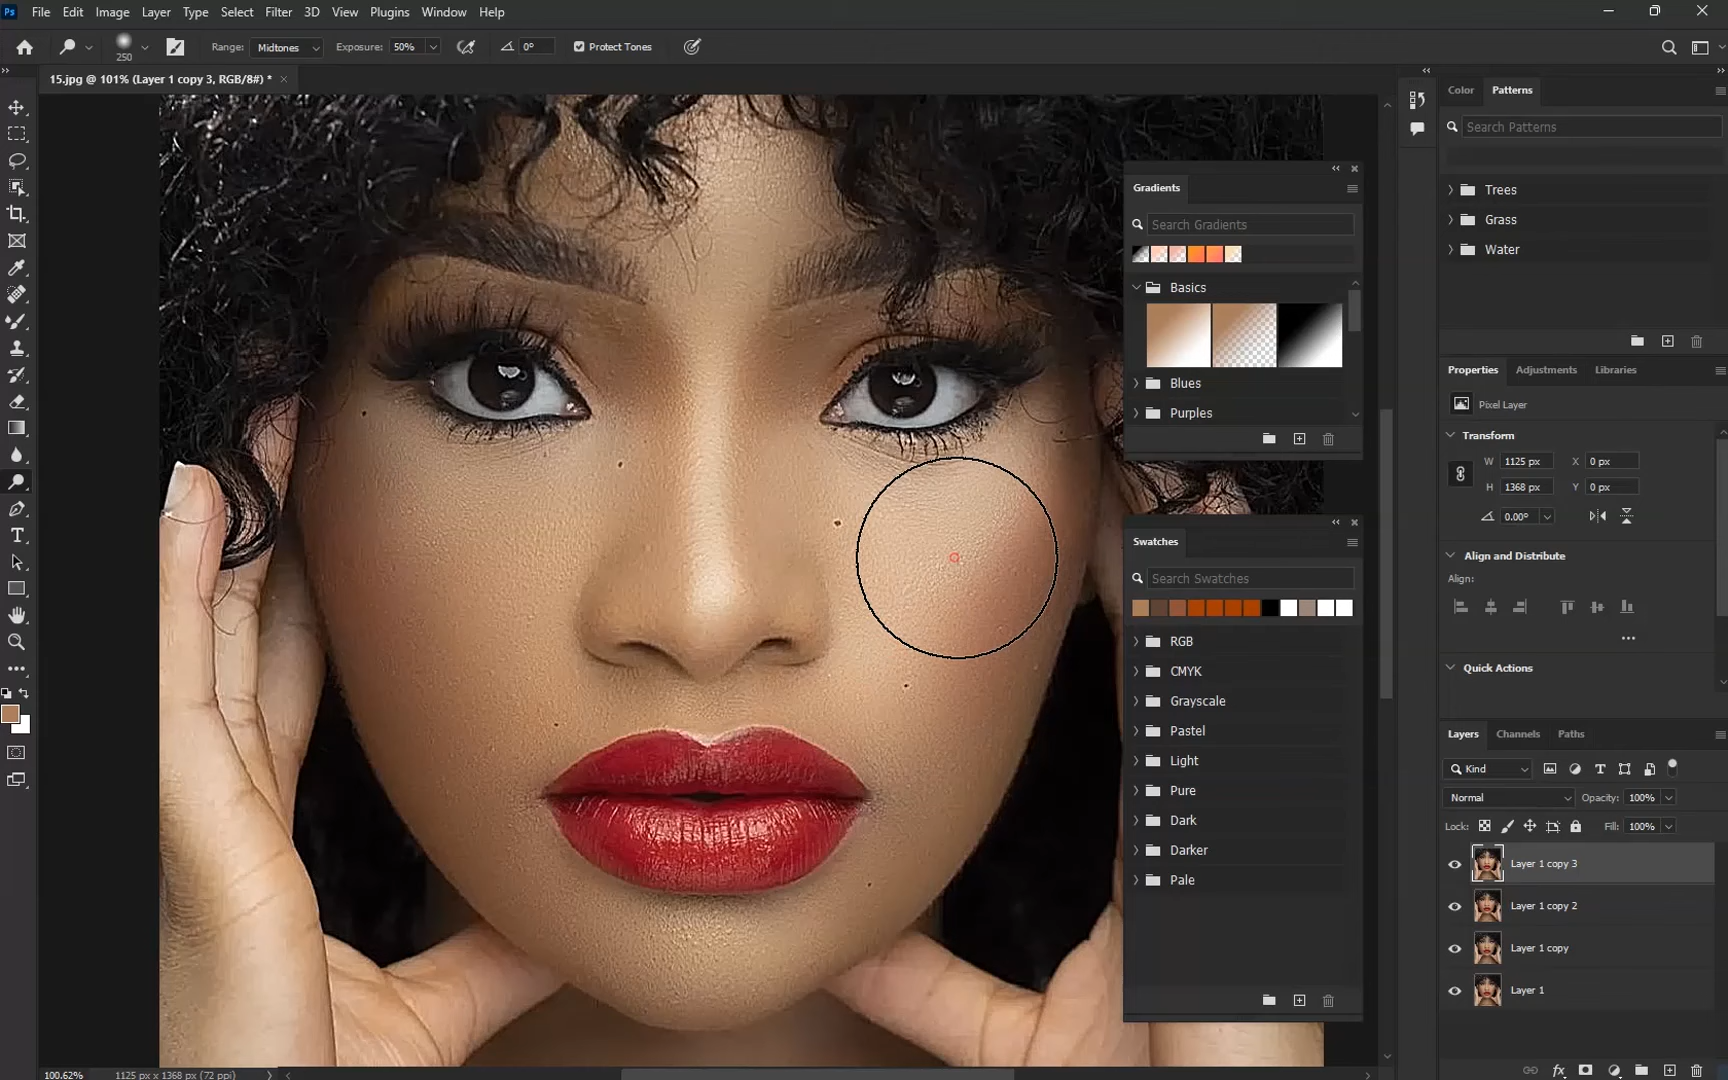 Ps File Edit Image Layer Type Select Filter 3D View Plugins Window Help
250 Range: Midtones Exposure: 50% 0° Protect Tones
15.jpg @ 101% (Layer 1 copy 3, RGB/8#) *
Color Patterns
Search Patterns
Trees
Grass
Water
Gradients
Search Gradients
Basics
Blues
Purples
Properties Adjustments Libraries
Pixel Layer
Transform
W 1125 px X 0 px
H 1368 px Y 0 px
0.00°
Align and Distribute
Align:
Quick Actions
Swatches
Search Swatches
RGB
CMYK
Grayscale
Pastel
Light
Pure
Dark
Darker
Pale
Layers Channels Paths
Kind
Normal Opacity: 100%
Lock: Fill: 100%
Layer 1 copy 3
Layer 1 copy 2
Layer 1 copy
Layer 1
fx
100.62% 1125 px x 1368 px (72 ppi)